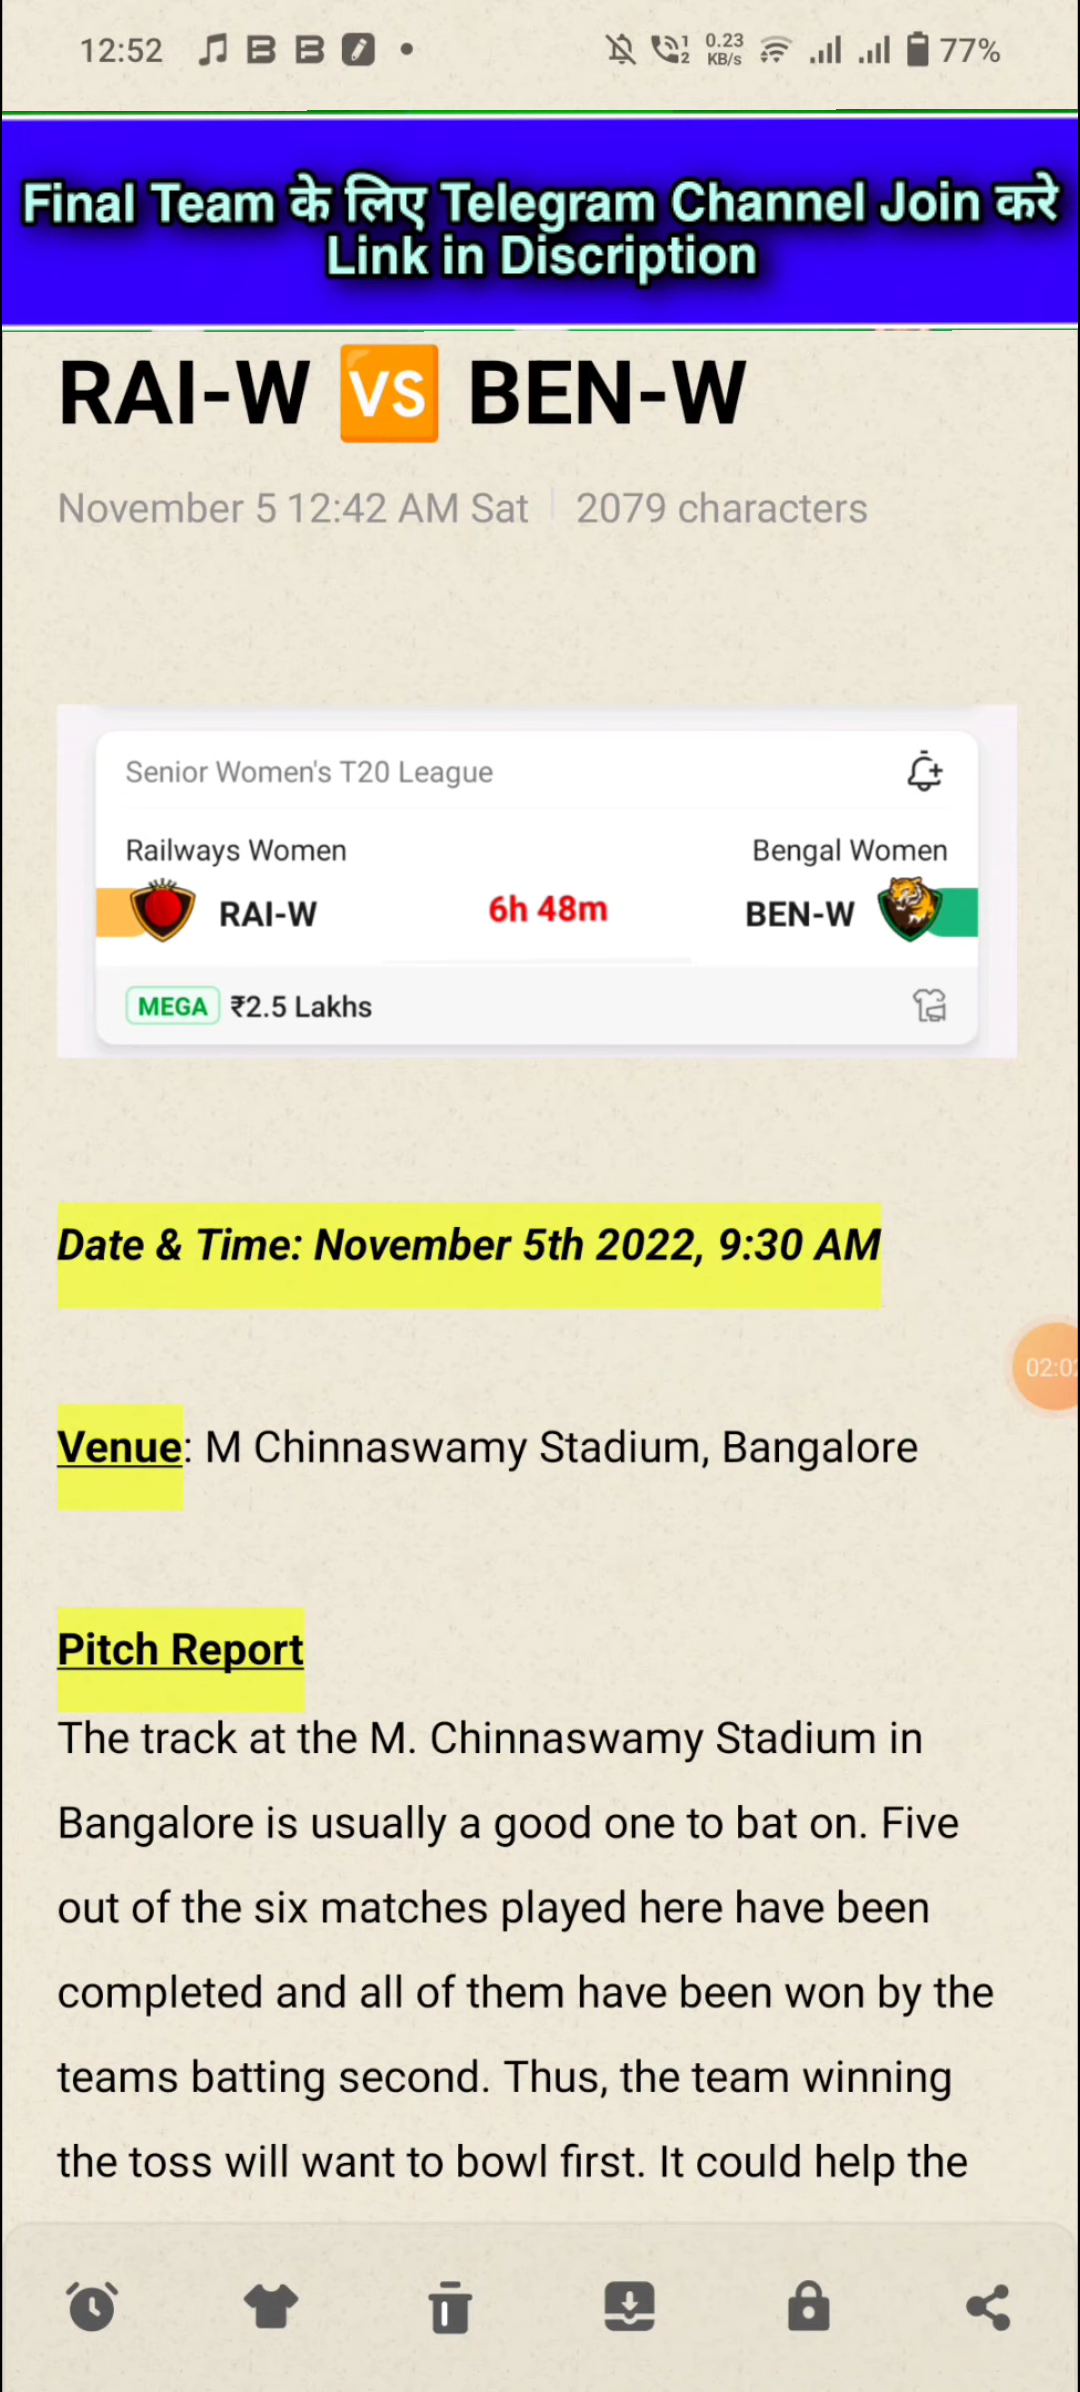 12:52
0.23
KB/s
77%
Final Team के लिए Telegram Channel Join करे
Link in Discription
RAI-W VS BEN-W
November 5 12:42 AM Sat | 2079 characters
Senior Women's T20 League
Railways Women Bengal Women
RAI-W 6h 48m BEN-W
MEGA ₹2.5 Lakhs
Date & Time: November 5th 2022, 9:30 AM
02:0
Venue: M Chinnaswamy Stadium, Bangalore
Pitch Report
The track at the M. Chinnaswamy Stadium in
Bangalore is usually a good one to bat on. Five
out of the six matches played here have been
completed and all of them have been won by the
teams batting second. Thus, the team winning
the toss will want to bowl first. It could help the